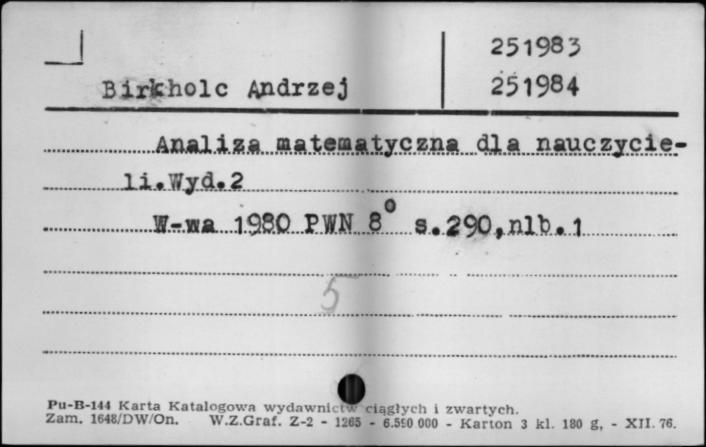 251983
Birkholc Andrzej 251984
Analiza matematyczna dla nauczycie-
li.Wyd.2
W-wa 1980 PWN 8° s.290,nlb.1
5
Pu-B-144 Karta Katalogowa wydawnictw ciągłych i zwartych.
Zam. 1648/DW/On. W.Z.Graf. Z-2 - 1265 - 6.590 000 - Karton 3 kl. 180 g, - XII. 76.